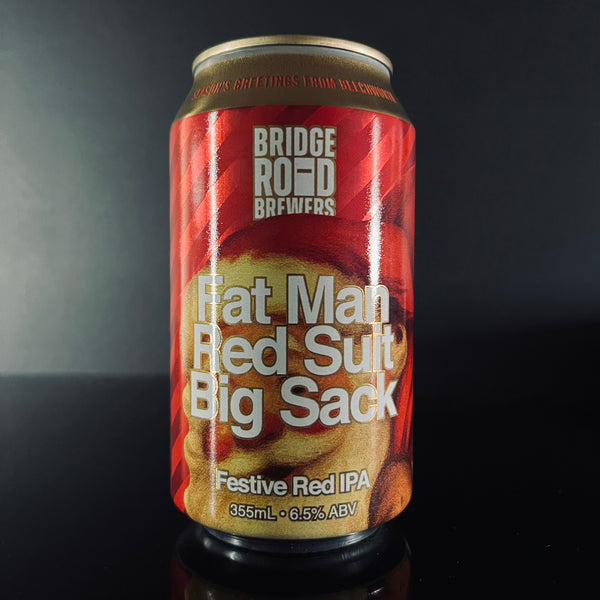 SEASON'S GREETINGS FROM BEECHWORTH
BRIDGE
ROAD
BREWERS
Fat Man
Red Suit
Big Sack
Festive Red IPA
355mL • 6.5% ABV